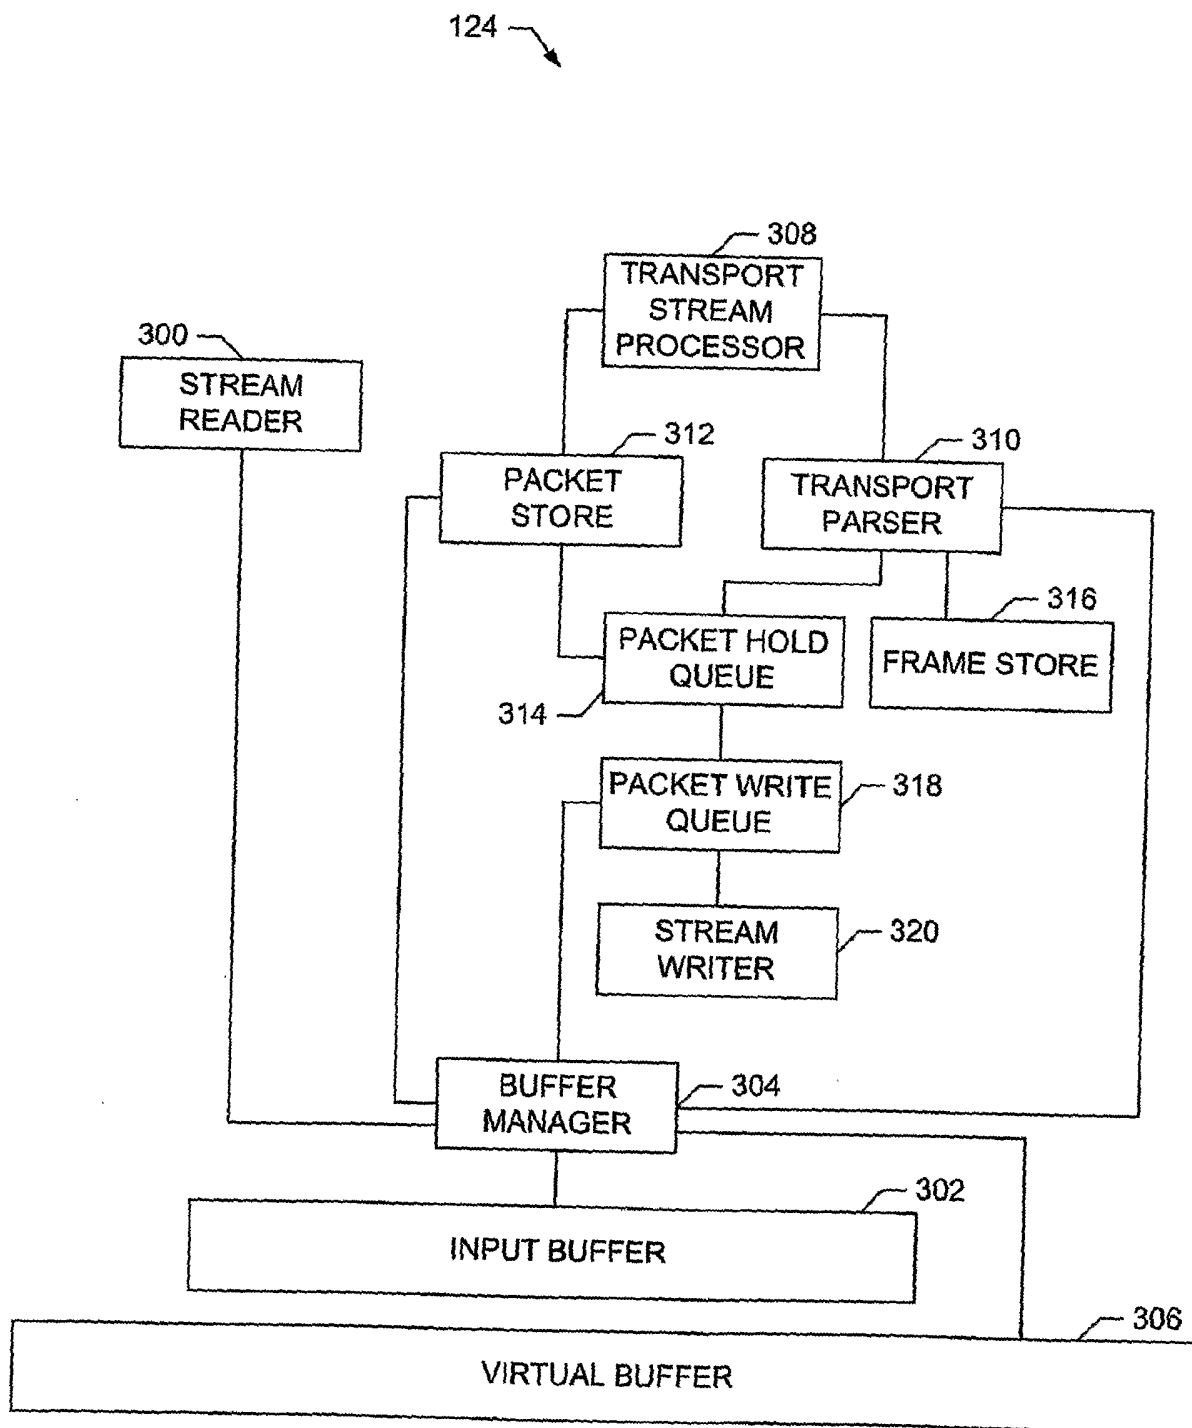 124
308
TRANSPORT
STREAM
PROCESSOR
300
STREAM
READER
312
PACKET
STORE
310
TRANSPORT
PARSER
316
PACKET HOLD
QUEUE
FRAME STORE
314
PACKET WRITE
QUEUE
318
STREAM
WRITER
320
BUFFER
MANAGER
304
302
INPUT BUFFER
306
VIRTUAL BUFFER